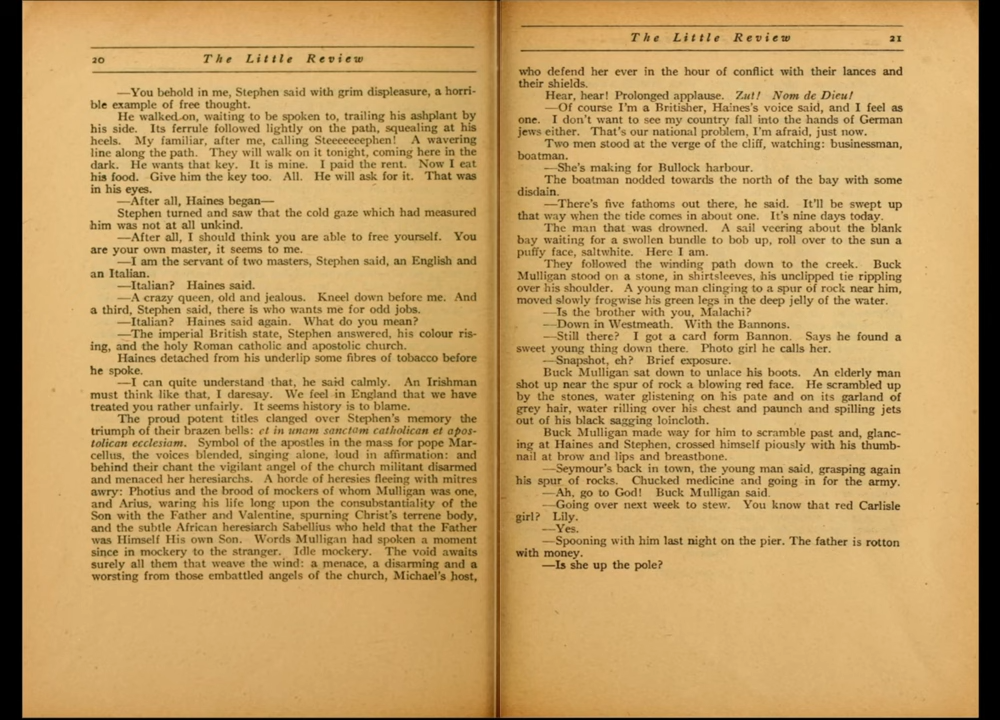 20 The Little Review
—You behold in me, Stephen said with grim displeasure, a horri-
ble example of free thought.
He walked on, waiting to be spoken to, trailing his ashplant by
his side. Its ferrule followed lightly on the path, squealing at his
heels. My familiar, after me, calling Steeeeeeephen! A wavering
line along the path. They will walk on it tonight, coming here in the
dark. He wants that key. It is mine. I paid the rent. Now I eat
his food. Give him the key too. All. He will ask for it. That was
in his eyes.
—After all, Haines began—
Stephen turned and saw that the cold gaze which had measured
him was not at all unkind.
—After all, I should think you are able to free yourself. You
are your own master, it seems to me.
—I am the servant of two masters, Stephen said, an English and
an Italian.
—Italian? Haines said.
—A crazy queen, old and jealous. Kneel down before me. And
a third, Stephen said, there is who wants me for odd jobs.
—Italian? Haines said again. What do you mean?
—The imperial British state, Stephen answered, his colour ris-
ing, and the holy Roman catholic and apostolic church.
Haines detached from his underlip some fibres of tobacco before
he spoke.
—I can quite understand that, he said calmly. An Irishman
must think like that, I daresay. We feel in England that we have
treated you rather unfairly. It seems history is to blame.
The proud potent titles clanged over Stephen's memory the
triumph of their brazen bells: et in unam sanctam catholican et apos-
tolican ecclesiam. Symbol of the apostles in the mass for pope Mar-
cellus, the voices blended, singing alone, loud in affirmation: and
behind their chant the vigilant angel of the church militant disarmed
and menaced her heresiarchs. A horde of heresies fleeing with mitres
awry: Photius and the brood of mockers of whom Mulligan was one,
and Arius, waring his life long upon the consubstantiality of the
Son with the Father and Valentine, spurning Christ's terrene body,
and the subtle African heresiarch Sabellius who held that the Father
was Himself His own Son. Words Mulligan had spoken a moment
since in mockery to the stranger. Idle mockery. The void awaits
surely all them that weave the wind: a menace, a disarming and a
worsting from those embattled angels of the church, Michael's host,
The Little Review 21
who defend her ever in the hour of conflict with their lances and
their shields.
Hear, hear! Prolonged applause. Zut! Nom de Dieu!
—Of course I'm a Britisher, Haines's voice said, and I feel as
one. I don't want to see my country fall into the hands of German
jews either. That's our national problem, I'm afraid, just now.
Two men stood at the verge of the cliff, watching: businessman,
boatman.
—She's making for Bullock harbour.
The boatman nodded towards the north of the bay with some
disdain.
—There's five fathoms out there, he said. It'll be swept up
that way when the tide comes in about one. It's nine days today.
The man that was drowned. A sail veering about the blank
bay waiting for a swollen bundle to bob up, roll over to the sun a
puffy face, saltwhite. Here I am.
They followed the winding path down to the creek. Buck
Mulligan stood on a stone, in shirtsleeves, his unclipped tie rippling
over his shoulder. A young man clinging to a spur of rock near him,
moved slowly frogwise his green legs in the deep jelly of the water.
—Is the brother with you, Malachi?
—Down in Westmeath. With the Bannons.
—Still there? I got a card form Bannon. Says he found a
sweet young thing down there. Photo girl he calls her.
—Snapshot, eh? Brief exposure.
Buck Mulligan sat down to unlace his boots. An elderly man
shot up near the spur of rock a blowing red face. He scrambled up
by the stones, water glistening on his pate and on its garland of
grey hair, water rilling over his chest and paunch and spilling jets
out of his black sagging loincloth.
Buck Mulligan made way for him to scramble past and, glanc-
ing at Haines and Stephen, crossed himself piously with his thumb-
nail at brow and lips and breastbone.
—Seymour's back in town, the young man said, grasping again
his spur of rocks. Chucked medicine and going in for the army.
—Ah, go to God! Buck Mulligan said.
—Going over next week to stew. You know that red Carlisle
girl? Lily.
—Yes.
—Spooning with him last night on the pier. The father is rotton
with money.
—Is she up the pole?